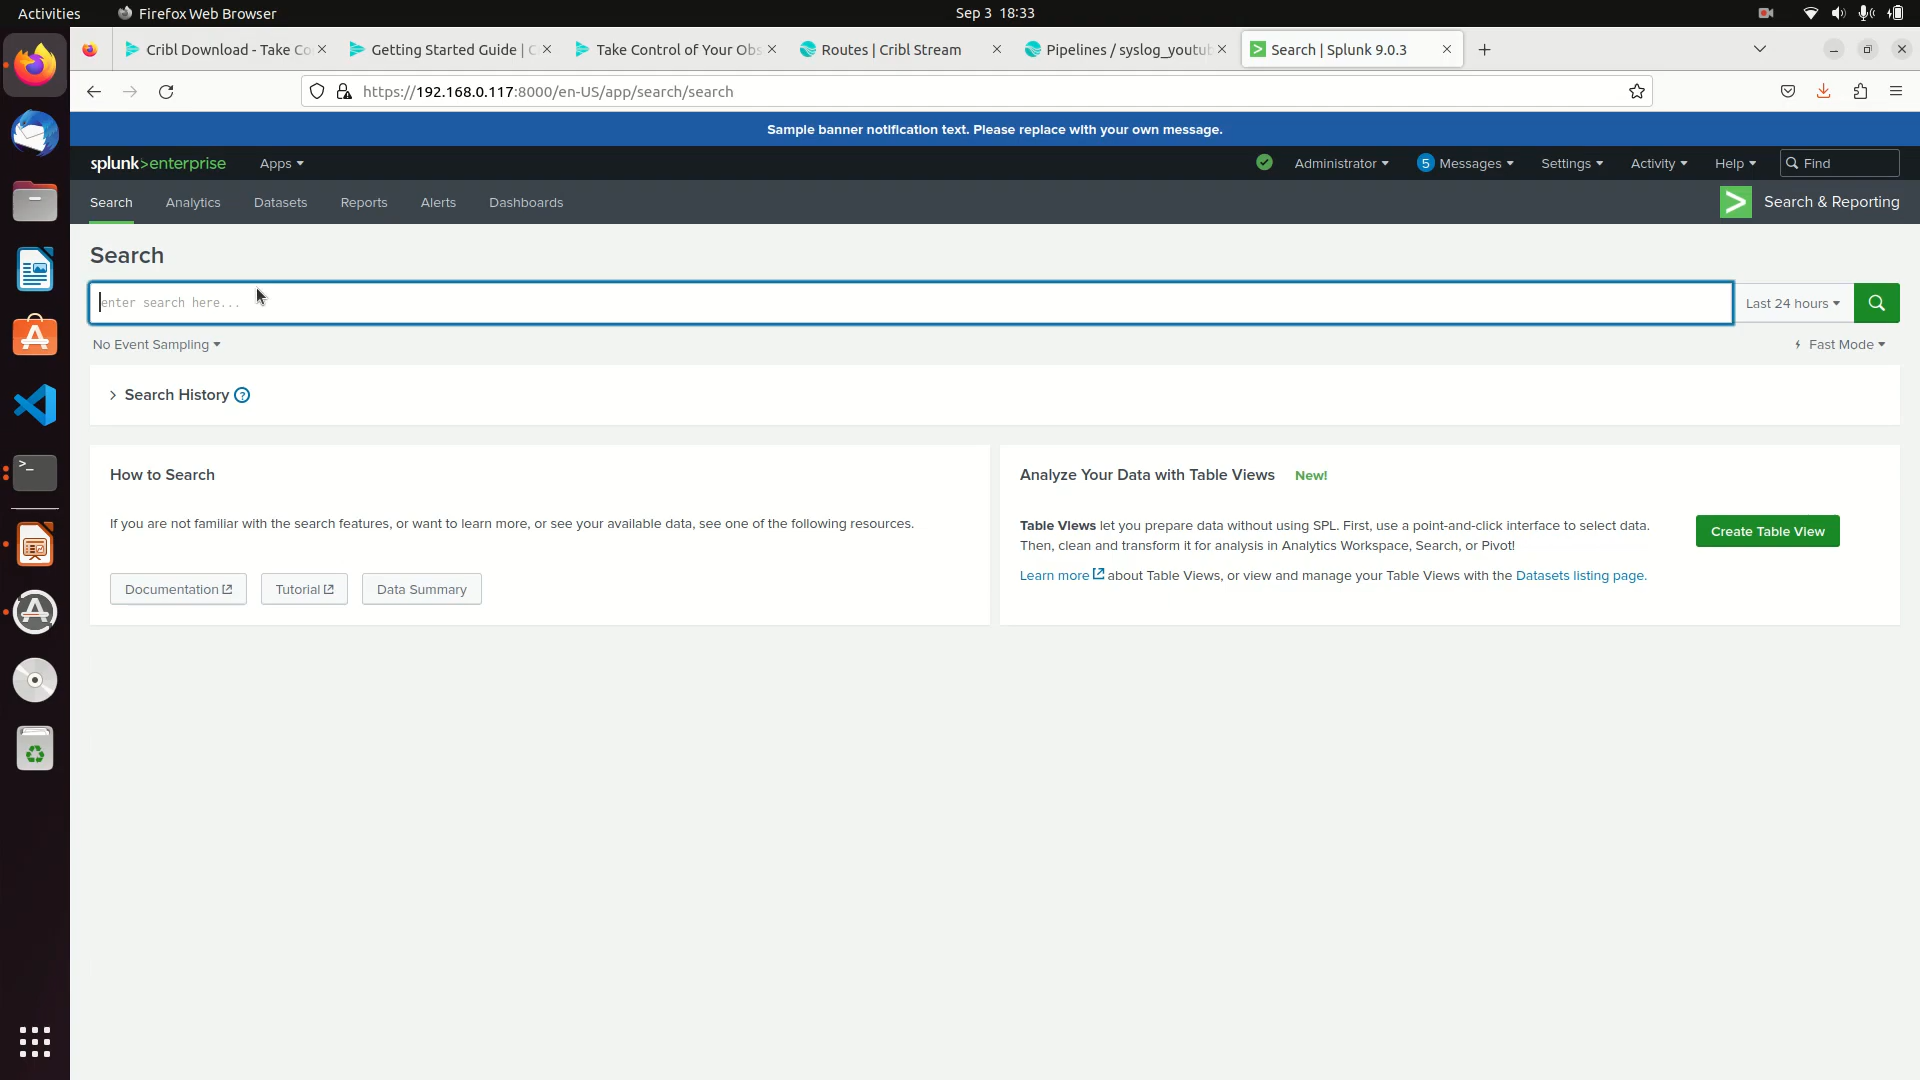 Activities
Firefox Web Browser
Sep 3 18:33
Cribl Download - Take Co
Getting Started Guide | C
Take Control of Your Obs
Routes | Cribl Stream
Pipelines / syslog_youtub
Search | Splunk 9.0.3
https://192.168.0.117:8000/en-US/app/search/search
Sample banner notification text. Please replace with your own message.
splunk>enterprise
Apps
Administrator
5 Messages
Settings
Activity
Help
Find
Search
Analytics
Datasets
Reports
Alerts
Dashboards
Search & Reporting
Search
enter search here...
Last 24 hours
No Event Sampling
Fast Mode
Search History ?
How to Search
If you are not familiar with the search features, or want to learn more, or see your available data, see one of the following resources.
Documentation
Tutorial
Data Summary
Analyze Your Data with Table Views New!
Table Views let you prepare data without using SPL. First, use a point-and-click interface to select data.
Then, clean and transform it for analysis in Analytics Workspace, Search, or Pivot!
Learn more about Table Views, or view and manage your Table Views with the Datasets listing page.
Create Table View